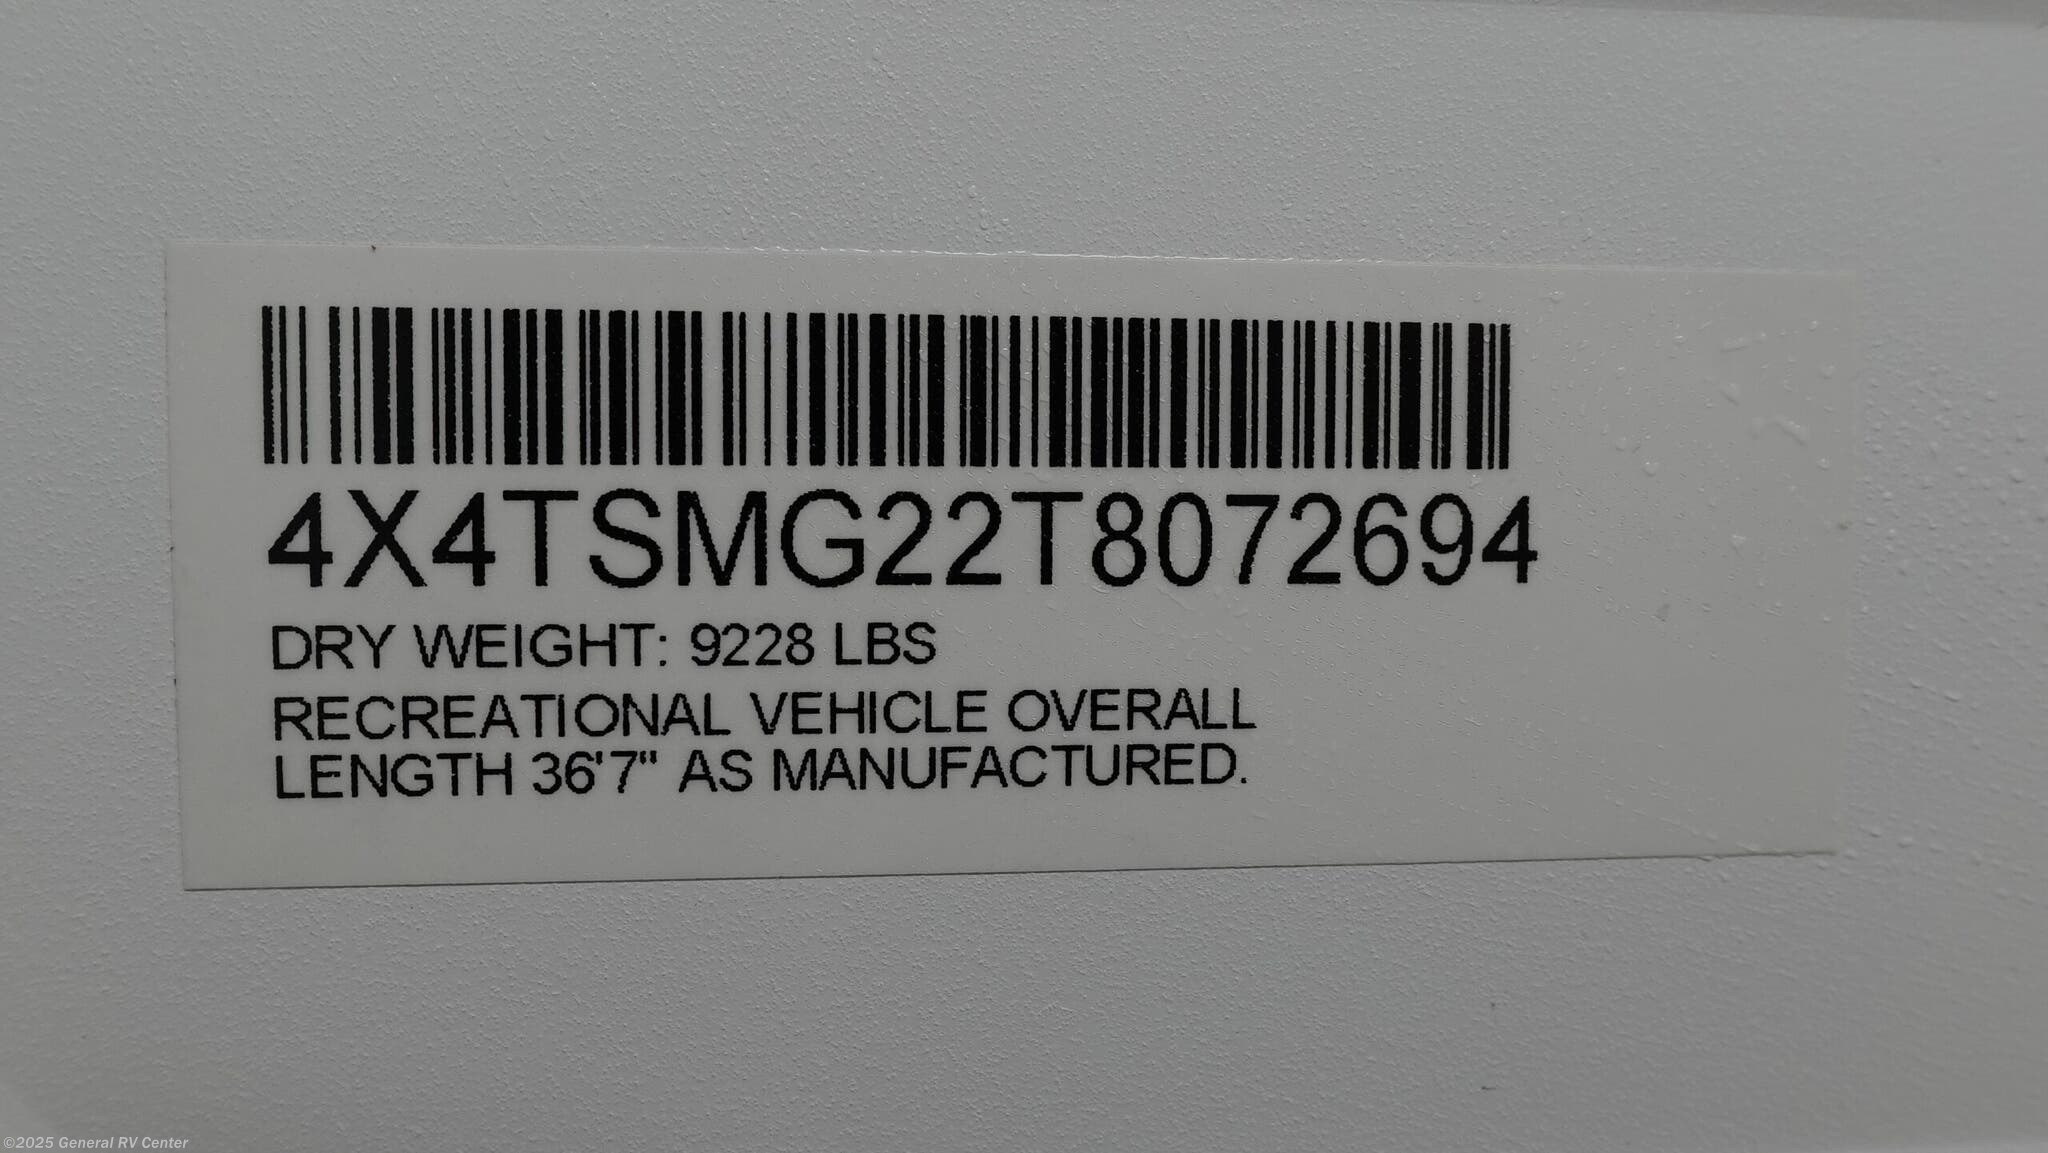 4X4TSMG22T8072694
DRY WEIGHT: 9228 LBS
RECREATIONAL VEHICLE OVERALL
LENGTH 36'7" AS MANUFACTURED.
©2025 General RV Center